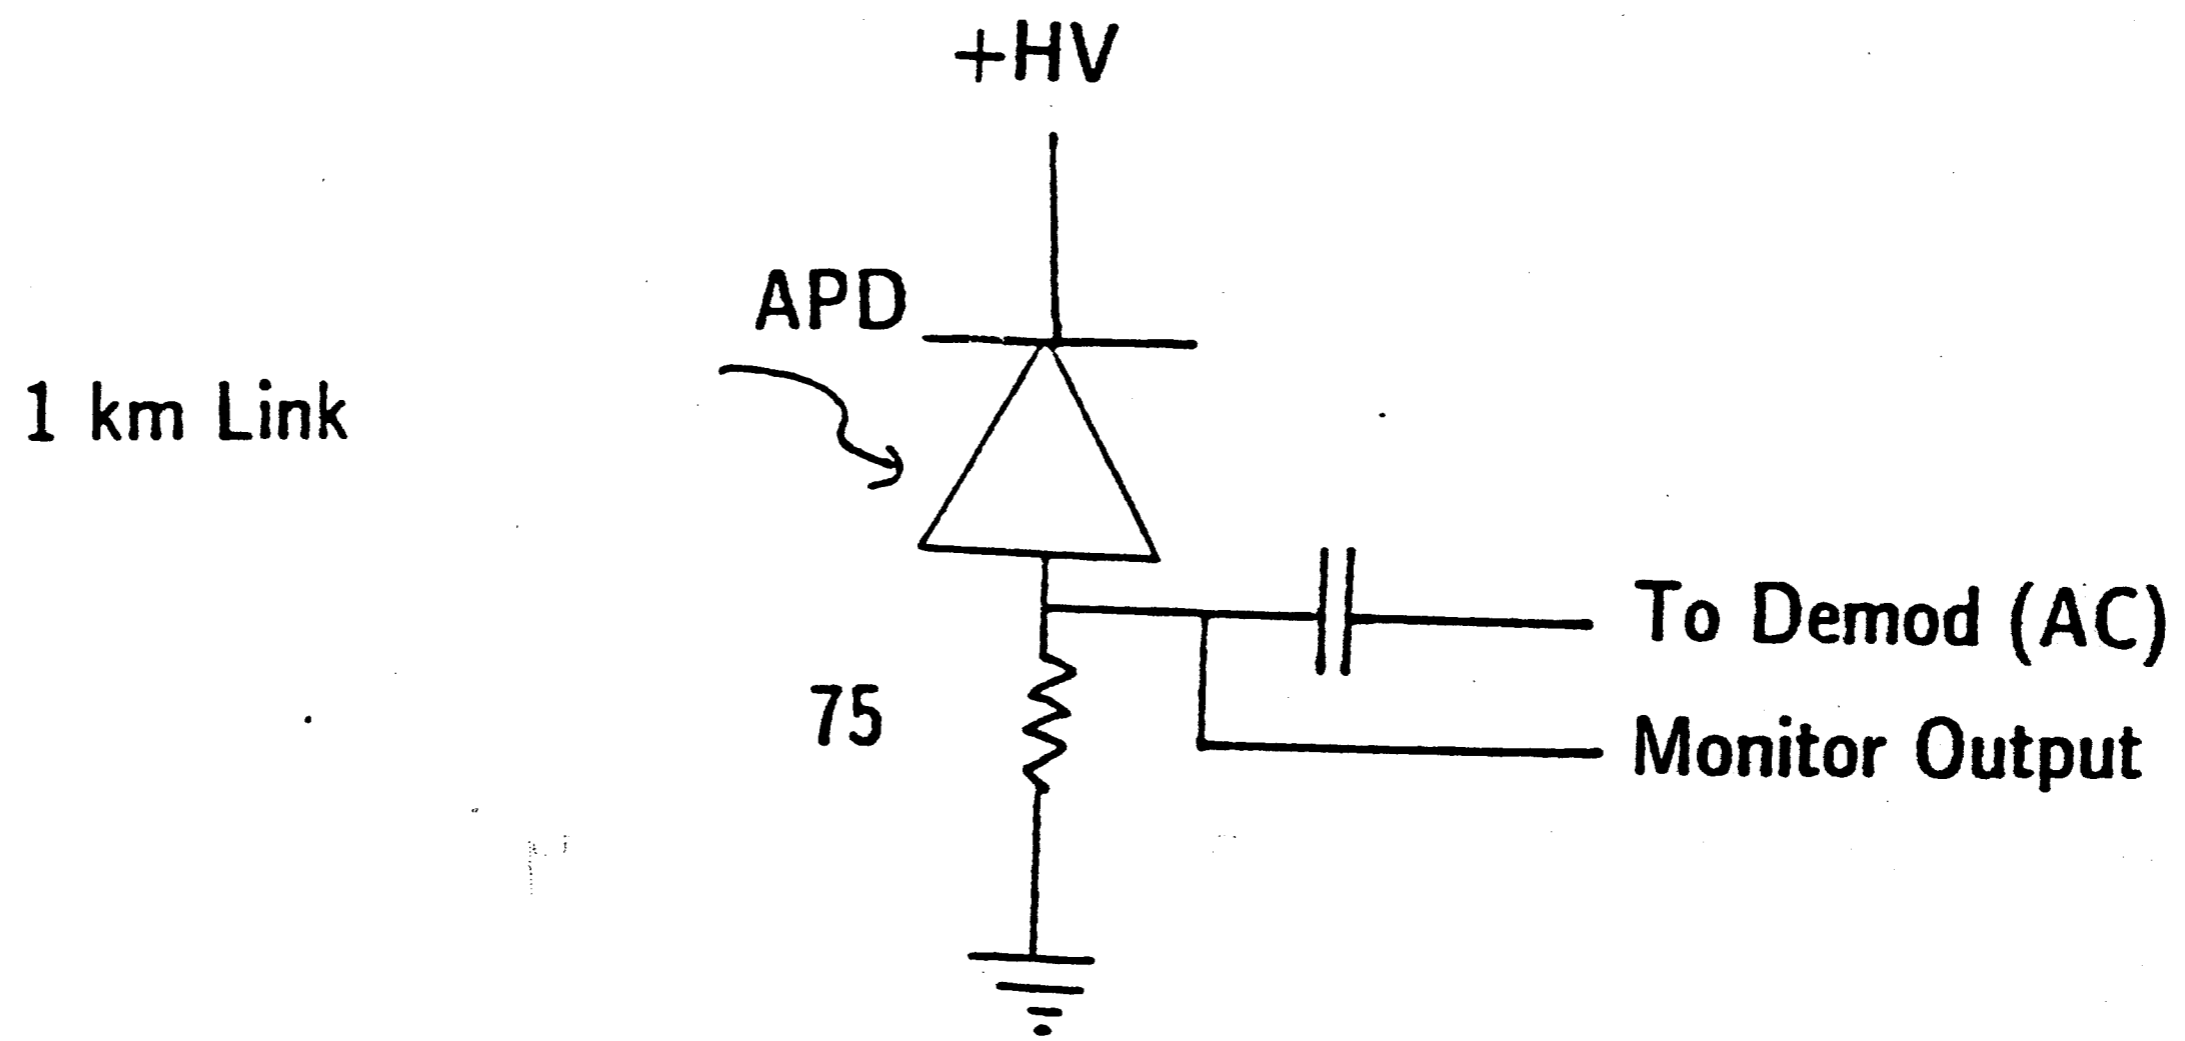 +HV
APD
1 km Link
To Demod (AC)
75
Monitor Output